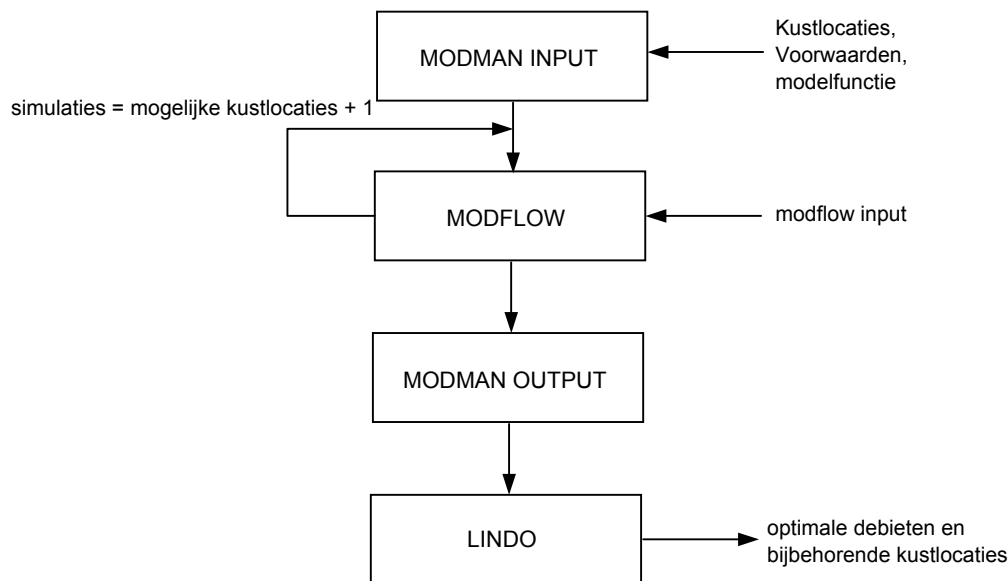 MODMAN INPUT
Kustlocaties,
Voorwaarden,
modelfunctie
simulaties = mogelijke kustlocaties + 1
MODFLOW
modflow input
MODMAN OUTPUT
LINDO
optimale debieten en
bijbehorende kustlocaties